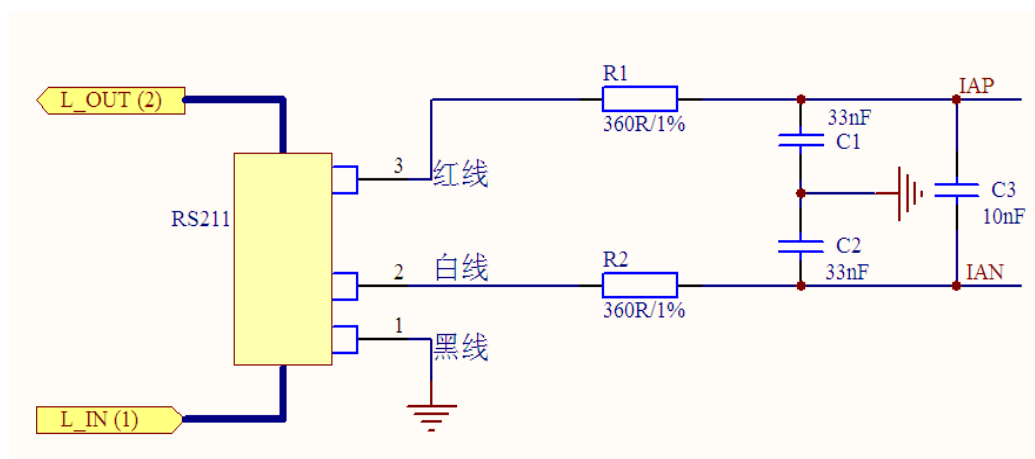 L_OUT (2)
R1
IAP
360R/1%
33nF
C1
3
红线
RS211
C3
10nF
白线
2
R2
C2
33nF
IAN
360R/1%
1
黑线
L_IN (1)